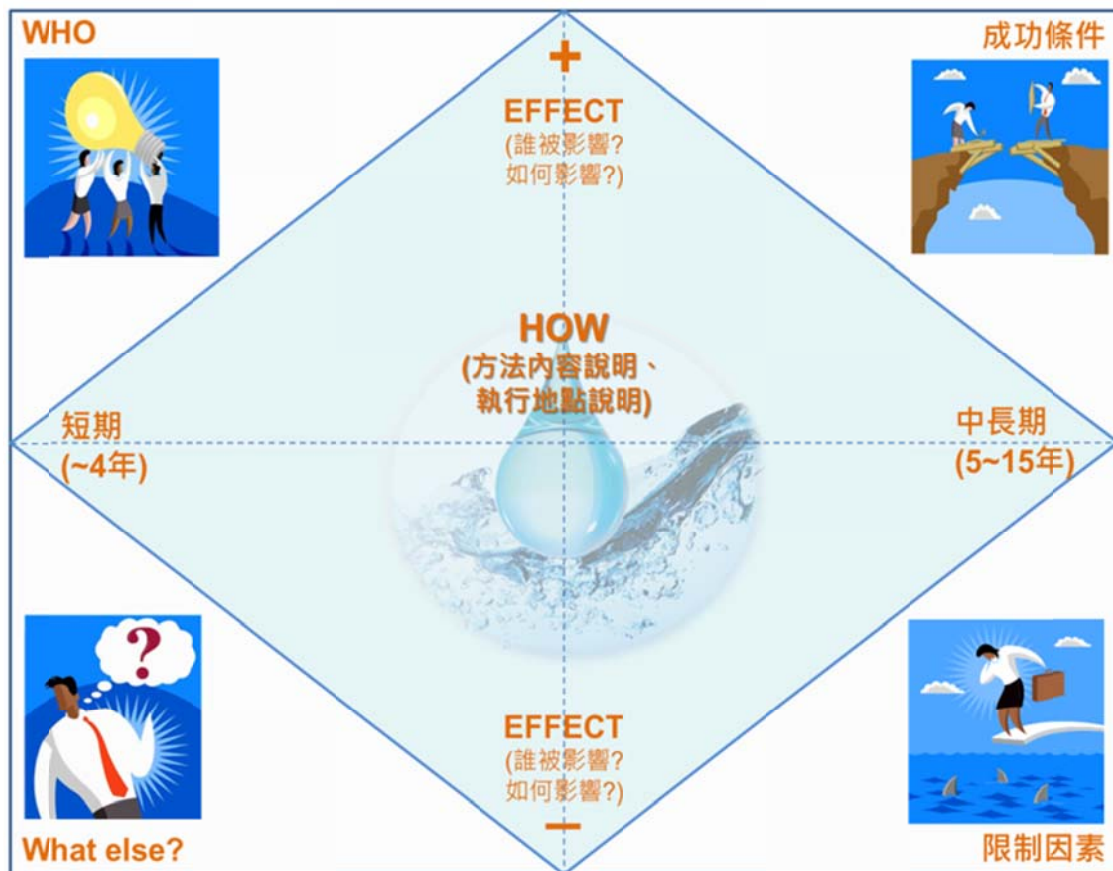 WHO
成功條件
+
EFFECT
(誰被影響?
如何影響?)
HOW
(方法內容說明、
執行地點說明)
短期
(~4年)
中長期
(5~15年)
?
EFFECT
(誰被影響?
如何影響?)
−
What else?
限制因素